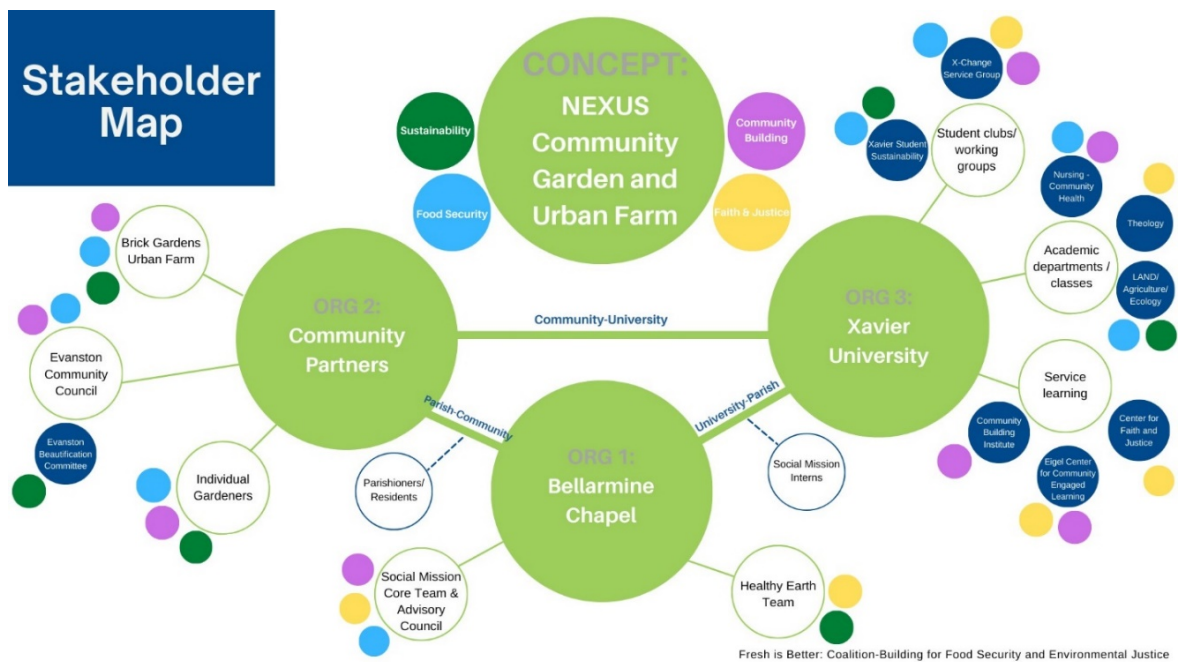 Stakeholder
Map
CONCEPT:
NEXUS
Community
Garden and
Urban Farm
Sustainability
Food Security
Community
Building
Faith & Justice
X-Change
Service Group
Xavier Student
Sustainability
Student clubs/
working
groups
Nursing -
Community
Health
Theology
Academic
departments /
classes
LAND/
Agriculture/
Ecology
Brick Gardens
Urban Farm
ORG 2:
Community
Partners
Community-University
ORG 3:
Xavier
University
Evanston
Community
Council
Evanston
Beautification
Committee
Individual
Gardeners
Parish-Community
Parishioners/
Residents
University-Parish
Social Mission
Interns
ORG 1:
Bellarmine
Chapel
Service
learning
Community
Building
Institute
Eigel Center
for Community
Engaged
Learning
Center for
Faith and
Justice
Social Mission
Core Team &
Advisory
Council
Healthy Earth
Team
Fresh is Better: Coalition-Building for Food Security and Environmental Justice